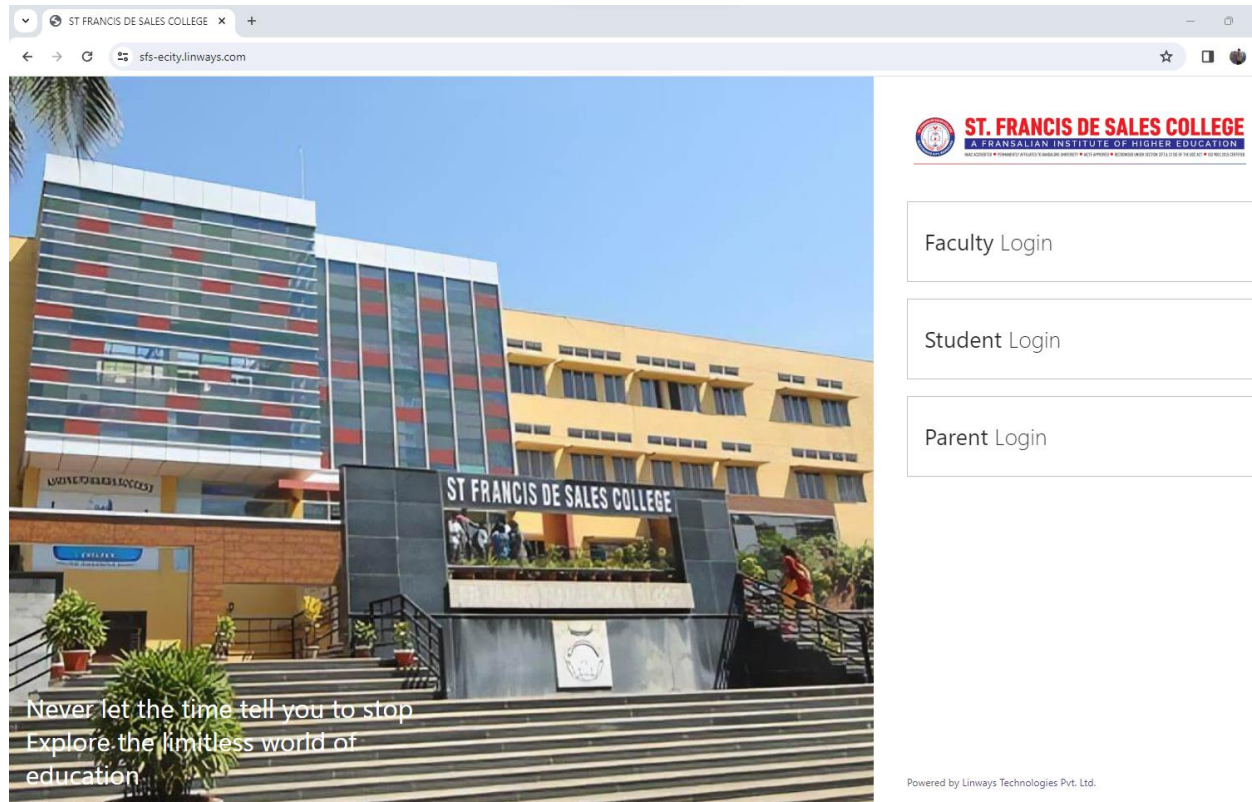 ST FRANCIS DE SALES COLLEGE
sfs-ecity.linways.com
ST. FRANCIS DE SALES COLLEGE
A FRANSALIAN INSTITUTE OF HIGHER EDUCATION
Faculty Login
Student Login
Parent Login
ST FRANCIS DE SALES COLLEGE
Never let the time tell you to stop
Explore the limitless world of
education
Powered by Linways Technologies Pvt. Ltd.